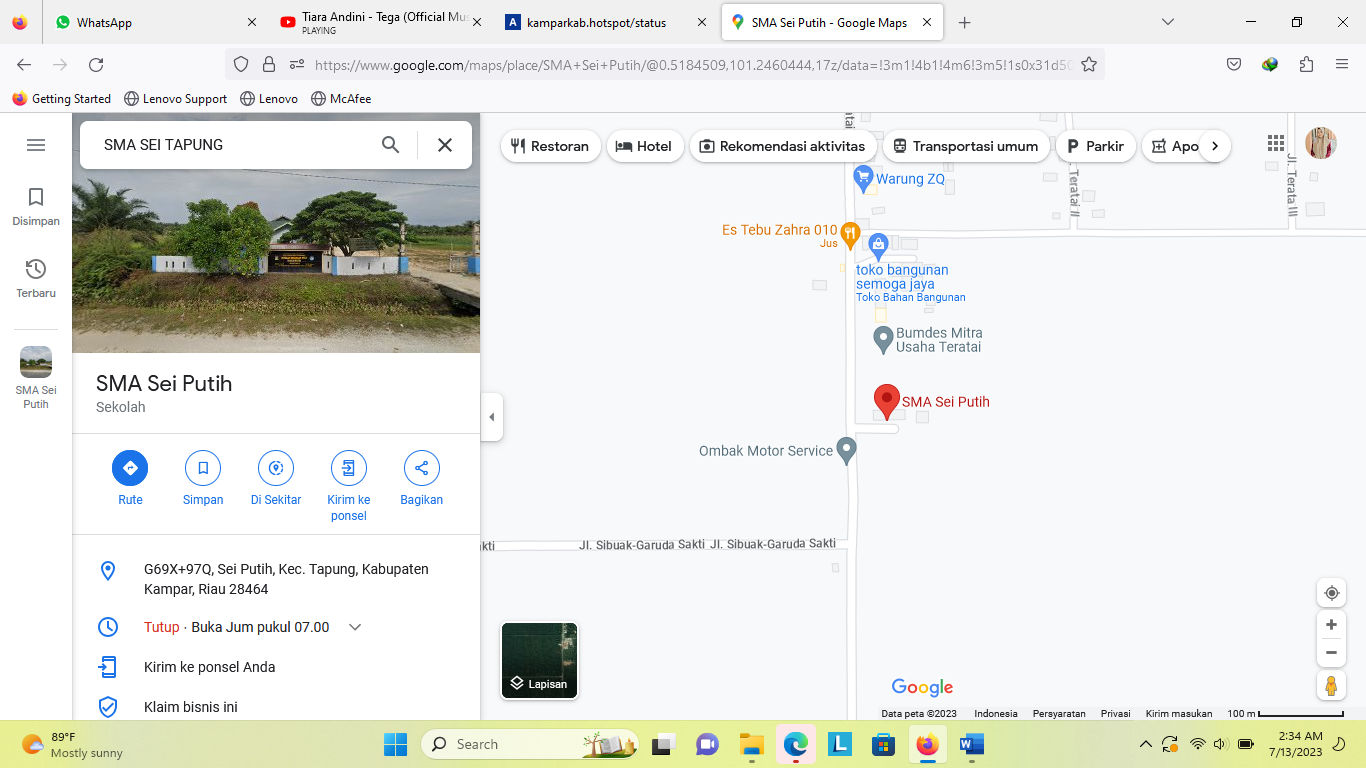 WhatsApp
Tiara Andini - Tega (Official Mus
PLAYING
kamparkab.hotspot/status
SMA Sei Putih - Google Maps
https://www.google.com/maps/place/SMA+Sei+Putih/@0.5184509,101.2460444,17z/data=!3m1!4b1!4m6!3m5!1s0x31d50
Getting Started
Lenovo Support
Lenovo
McAfee
SMA SEI TAPUNG
Disimpan
Terbaru
SMA Sei
Putih
SMA Sei Putih
Sekolah
Rute
Simpan
Di Sekitar
Kirim ke
ponsel
Bagikan
G69X+97Q, Sei Putih, Kec. Tapung, Kabupaten
Kampar, Riau 28464
Tutup · Buka Jum pukul 07.00
Kirim ke ponsel Anda
Klaim bisnis ini
Restoran
Hotel
Rekomendasi aktivitas
Transportasi umum
Parkir
Apo
Warung ZQ
Teratai II
Jl. Terata III
Es Tebu Zahra 010
Jus
toko bangunan
semoga jaya
Toko Bahan Bangunan
Bumdes Mitra
Usaha Teratai
SMA Sei Putih
Ombak Motor Service
akti
Jl. Sibuak-Garuda Sakti
Jl. Sibuak-Garuda Sakti
Lapisan
Google
Data peta ©2023
Indonesia
Persyaratan
Privasi
Kirim masukan
100 m
89°F
Mostly sunny
Search
2:34 AM
7/13/2023